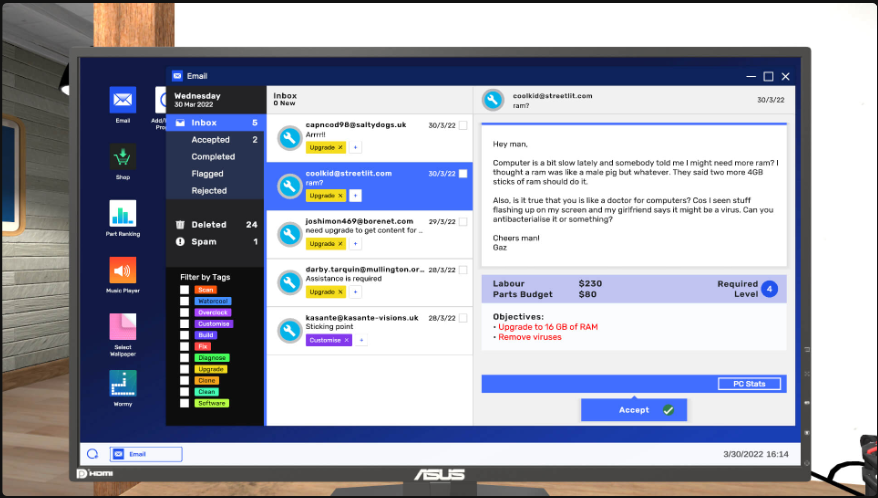 Email
Wednesday
30 Mar 2022
Inbox 5
Accepted 2
Completed
Flagged
Rejected
Deleted 24
Spam 1
Filter by Tags
Scan
Watercool
Overclock
Customise
Build
Fix
Diagnose
Upgrade
Clone
Clean
Software
Email
Shop
Part Ranking
Music Player
Select
Wallpaper
Wormy
Inbox
0 New
capncod98@saltydogs.uk 30/3/22
Arrrr!!
Upgrade × +
coolkid@streetlit.com 30/3/22
ram?
Upgrade × +
joshimon469@borenet.com 29/3/22
need upgrade to get content for ...
Upgrade × +
darby.tarquin@mullington.or... 28/3/22
Assistance is required
Upgrade × +
kasante@kasante-visions.uk 28/3/22
Sticking point
Customise × +
coolkid@streetlit.com 30/3/22
ram?
Hey man,
Computer is a bit slow lately and somebody told me I might need more ram? I
thought a ram was like a male pig but whatever. They said two more 4GB
sticks of ram should do it.
Also, is it true that you is like a doctor for computers? Cos I seen stuff
flashing up on my screen and my girlfriend says it might be a virus. Can you
antibacterialise it or something?
Cheers man!
Gaz
Labour $230
Parts Budget $80
Required
Level 4
Objectives:
• Upgrade to 16 GB of RAM
• Remove viruses
PC Stats
Accept
Email
3/30/2022 16:14
HDMI
ASUS